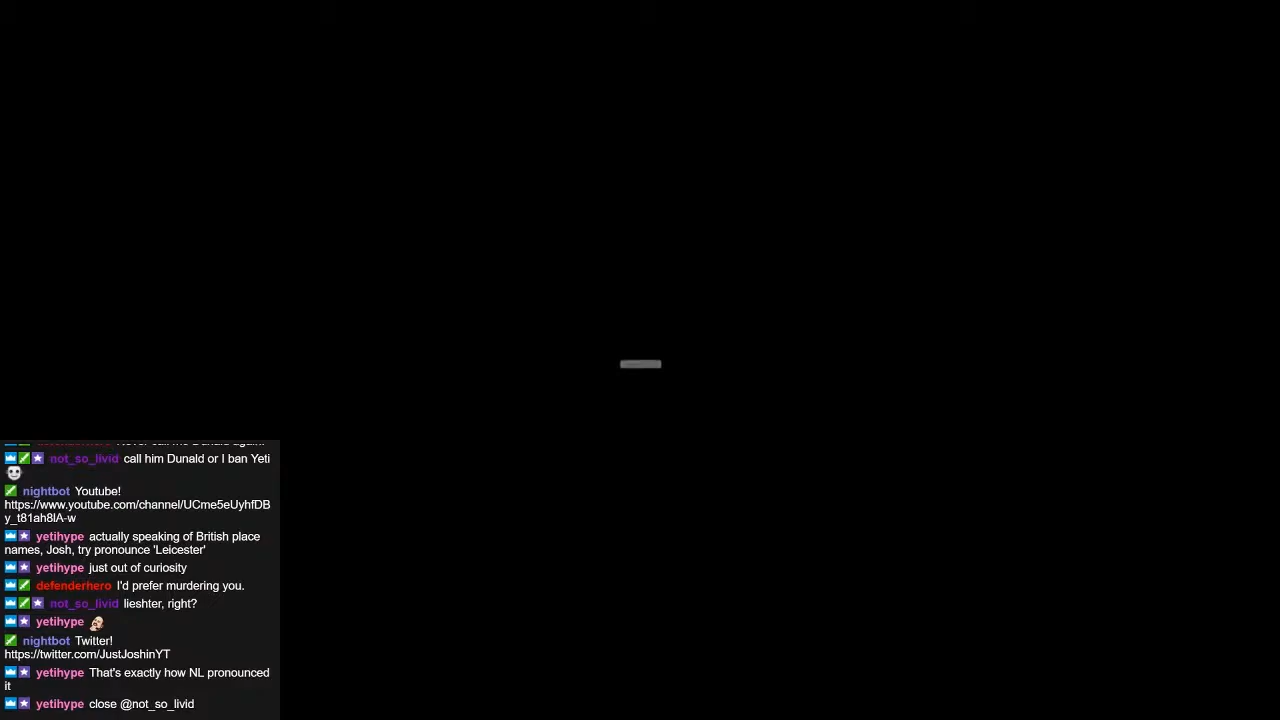 not_so_livid call him Dunald or I ban Yeti
nightbot Youtube!
https://www.youtube.com/channel/UCme5eUyhfDB
y_t81ah8lA-w
yetihype actually speaking of British place
names, Josh, try pronounce 'Leicester'
yetihype just out of curiosity
defenderhero I'd prefer murdering you.
not_so_livid lieshter, right?
yetihype
nightbot Twitter!
https://twitter.com/JustJoshinYT
yetihype That's exactly how NL pronounced
it
yetihype close @not_so_livid